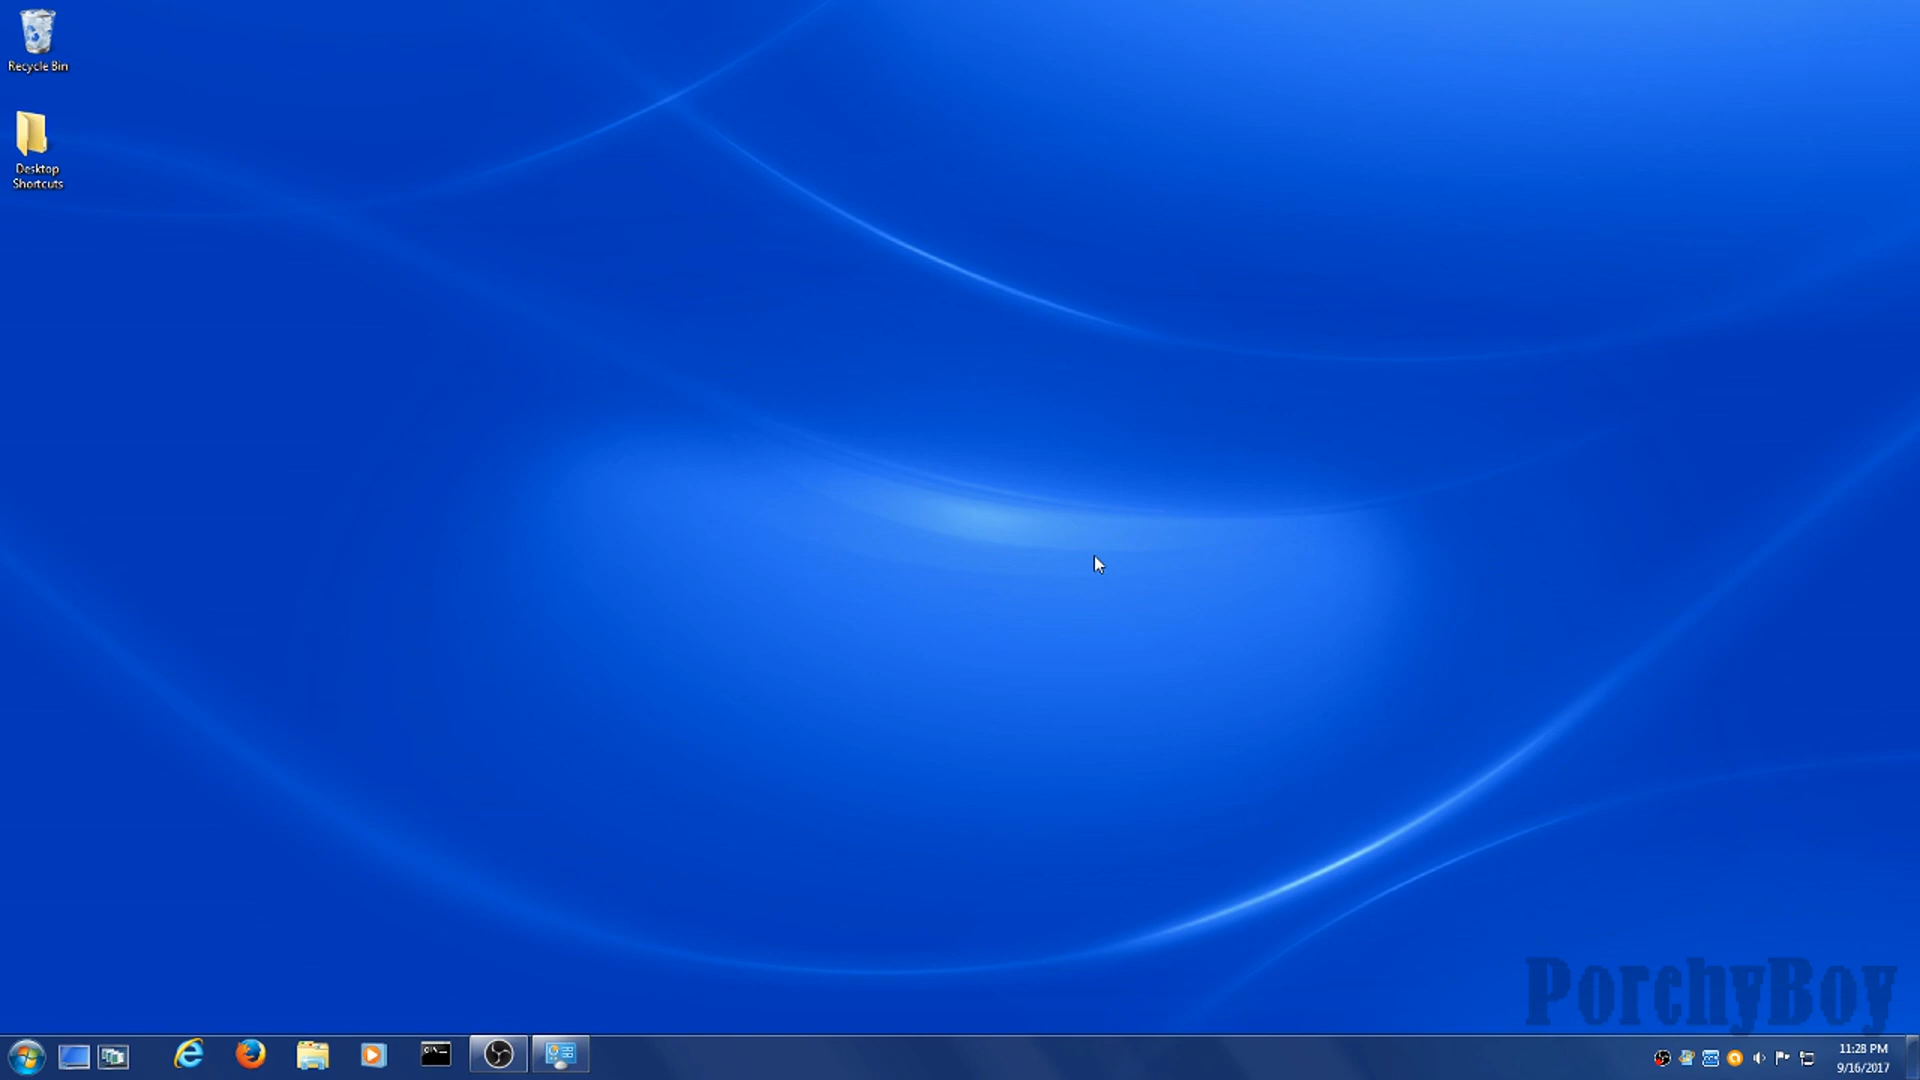 Recycle Bin
Desktop
Shortcuts
PorchyBoy
C:\_
11:28 PM
9/16/2017